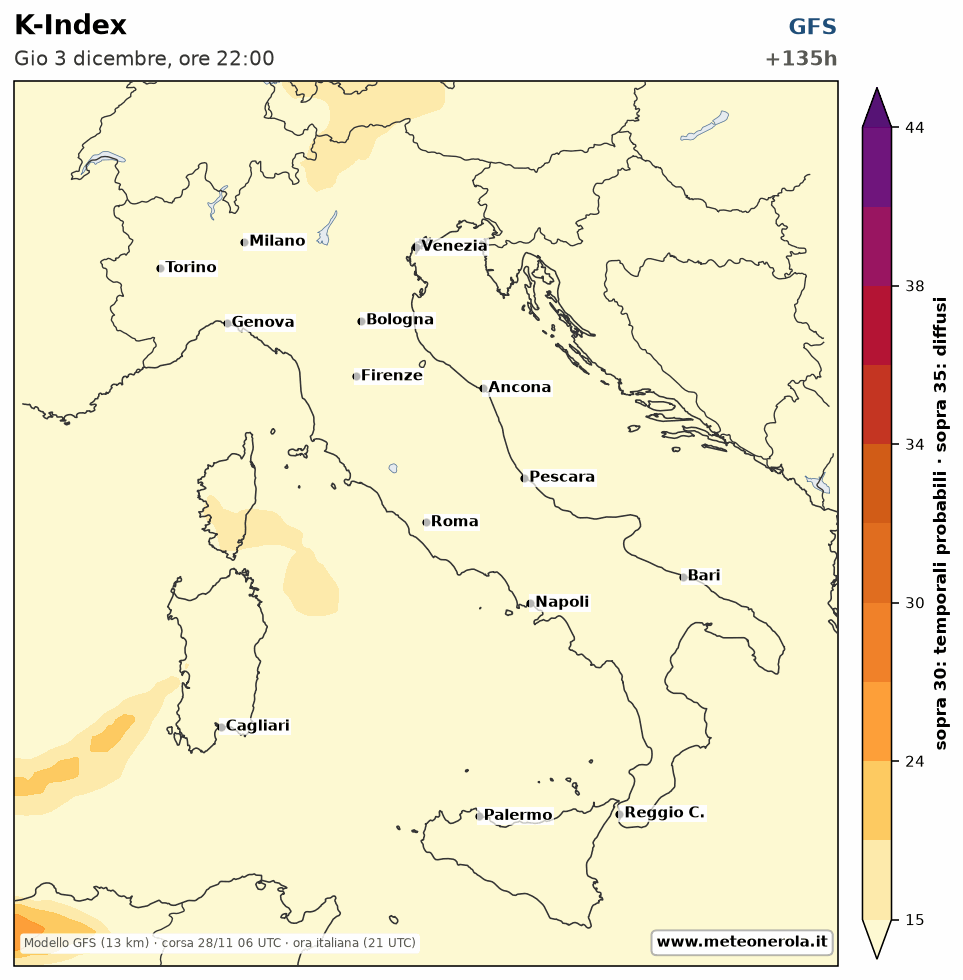 K-Index
GFS
Gio 3 dicembre, ore 22:00
+135h
Milano
Venezia
Torino
Genova
Bologna
Firenze
Ancona
Pescara
Roma
Bari
Napoli
Cagliari
Palermo
Reggio C.
Modello GFS (13 km) · corsa 28/11 06 UTC · ora italiana (21 UTC)
www.meteonerola.it
44
38
34
30
24
15
sopra 30: temporali probabili · sopra 35: diffusi